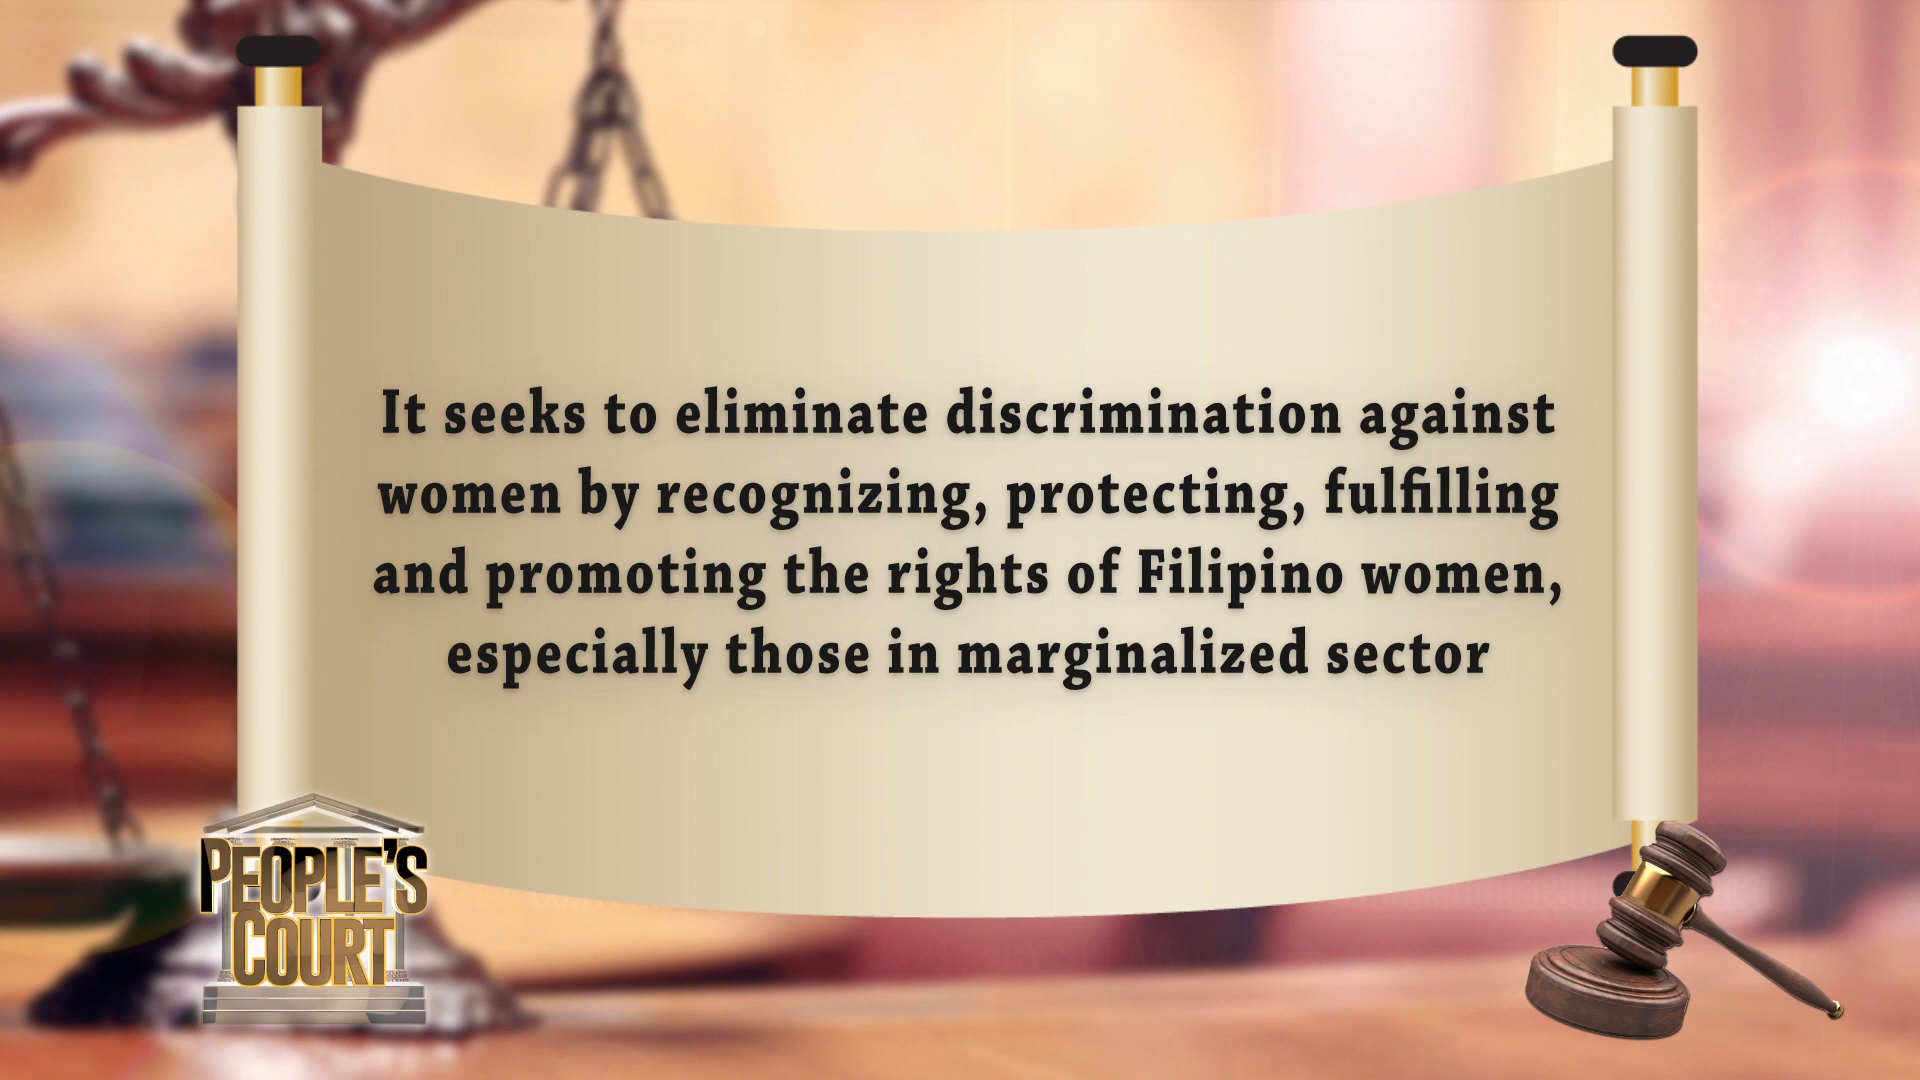 It seeks to eliminate discrimination against
women by recognizing, protecting, fulfilling
and promoting the rights of Filipino women,
especially those in marginalized sector
PEOPLE'S
COURT